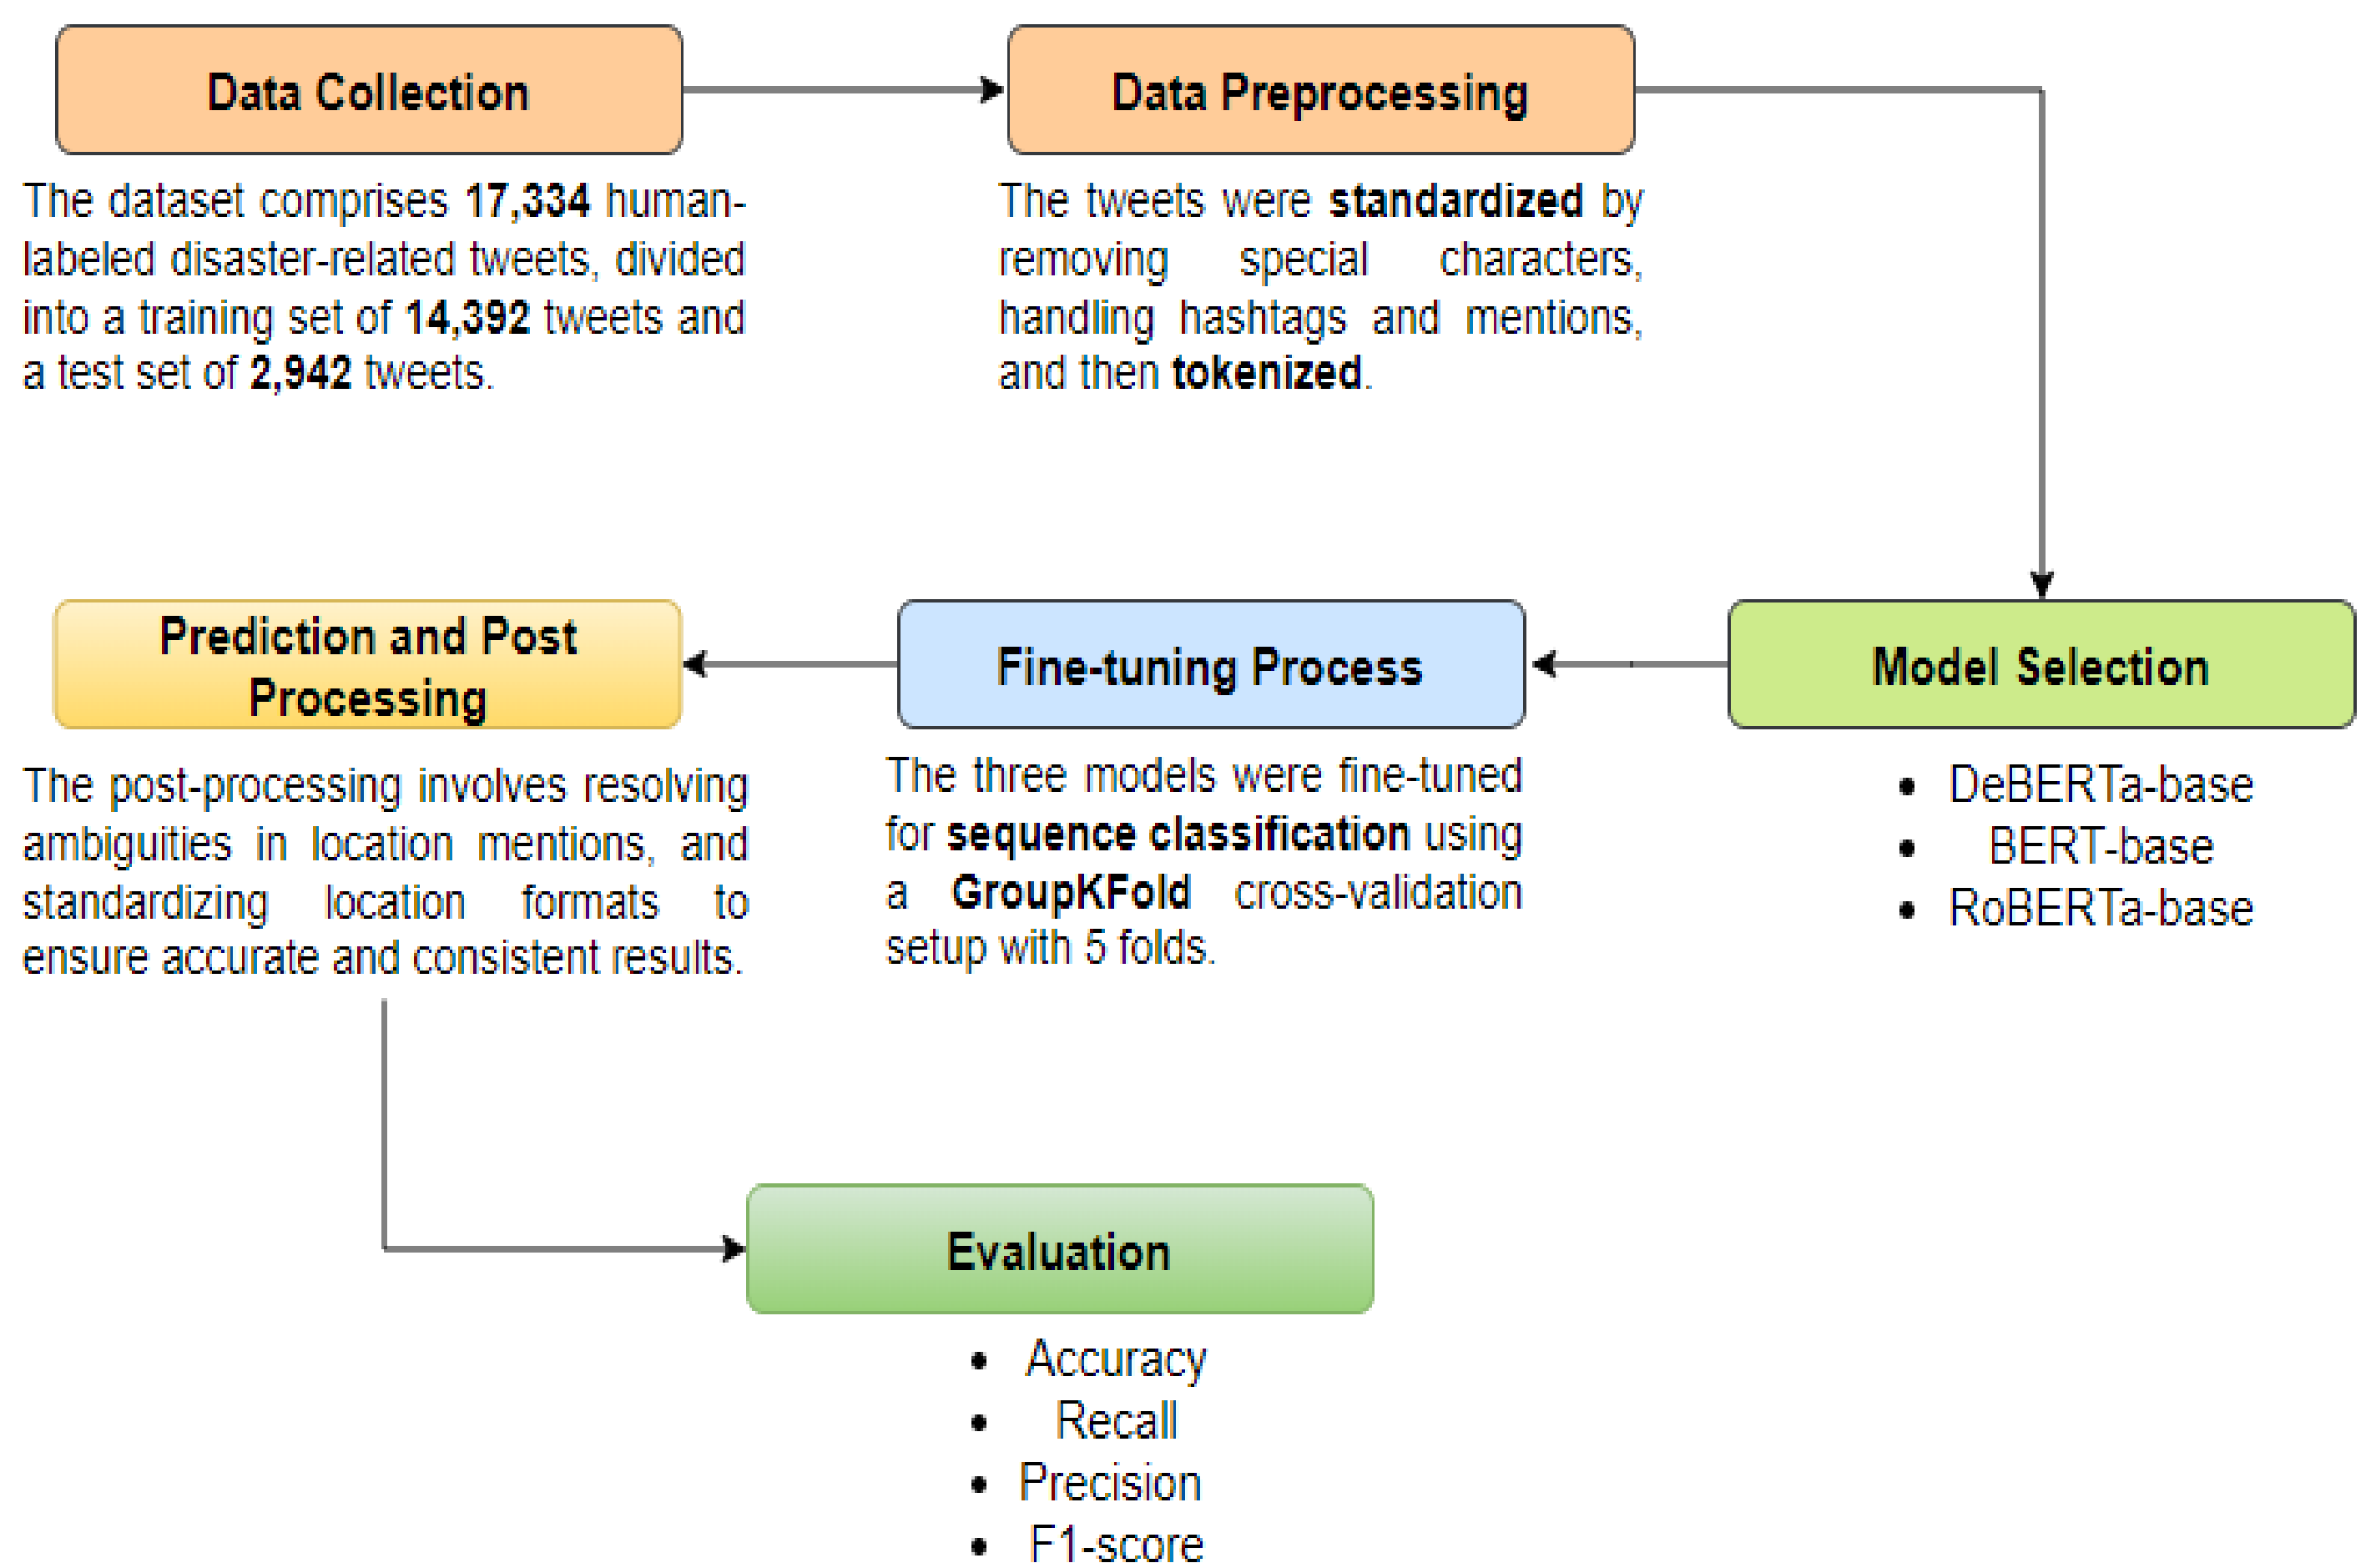 Data Collection
The dataset comprises 17,334 human-
labeled disaster-related tweets, divided
into a training set of 14,392 tweets and
a test set of 2,942 tweets.
Data Preprocessing
The tweets were standardized by
removing special characters,
handling hashtags and mentions,
and then tokenized.
Model Selection
• DeBERTa-base
• BERT-base
• RoBERTa-base
Fine-tuning Process
The three models were fine-tuned
for sequence classification using
a GroupKFold cross-validation
setup with 5 folds.
Prediction and Post
Processing
The post-processing involves resolving
ambiguities in location mentions, and
standardizing location formats to
ensure accurate and consistent results.
Evaluation
• Accuracy
• Recall
• Precision
• F1-score